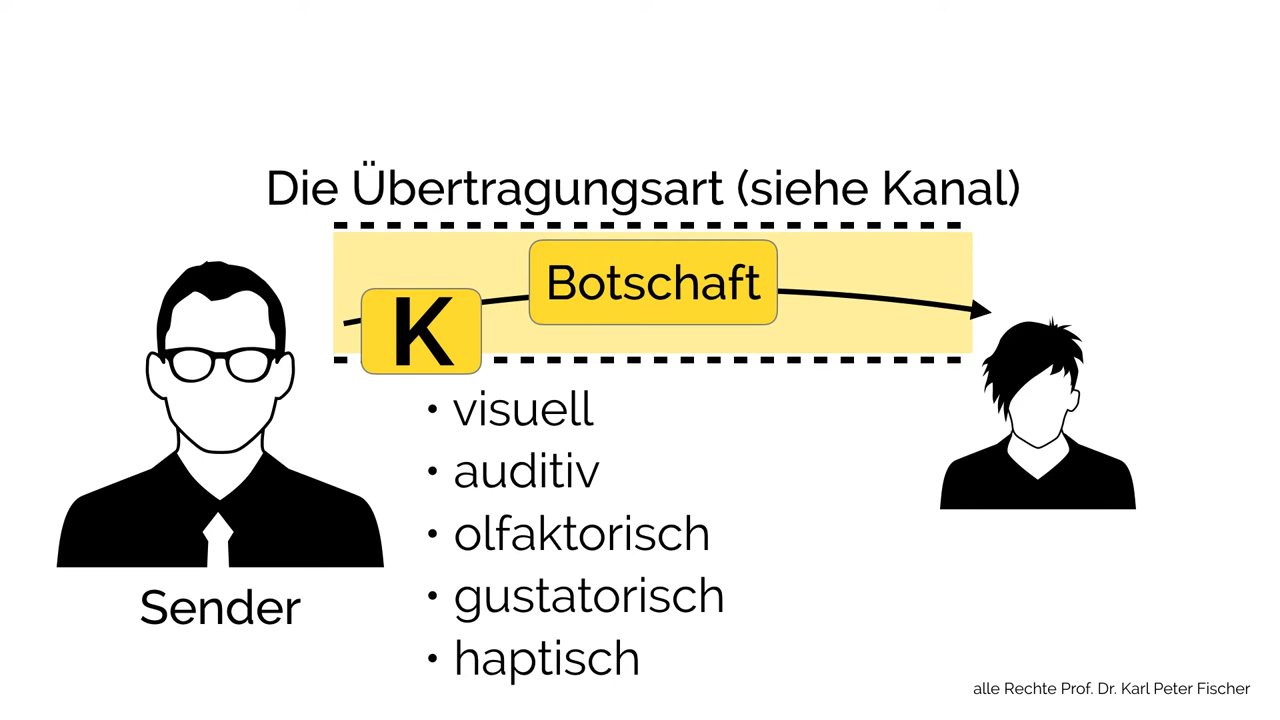 Die Übertragungsart (siehe Kanal)
Botschaft
K
• visuell
• auditiv
• olfaktorisch
• gustatorisch
• haptisch
Sender
alle Rechte Prof. Dr. Karl Peter Fischer